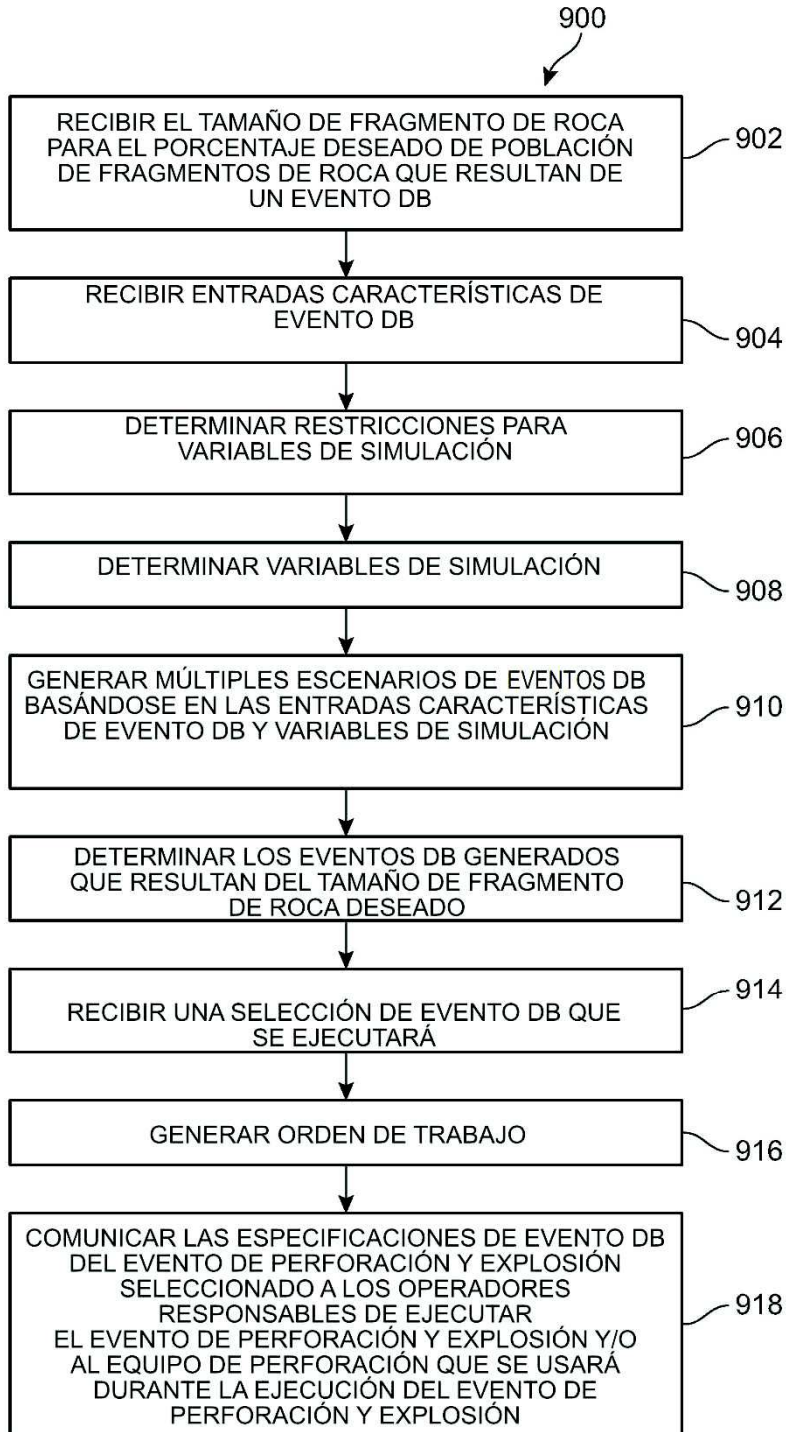 900
RECIBIR EL TAMAÑO DE FRAGMENTO DE ROCA
PARA EL PORCENTAJE DESEADO DE POBLACIÓN
DE FRAGMENTOS DE ROCA QUE RESULTAN DE
UN EVENTO DB
902
RECIBIR ENTRADAS CARACTERÍSTICAS DE
EVENTO DB
904
DETERMINAR RESTRICCIONES PARA
VARIABLES DE SIMULACIÓN
906
DETERMINAR VARIABLES DE SIMULACIÓN
908
GENERAR MÚLTIPLES ESCENARIOS DE EVENTOS DB
BASÁNDOSE EN LAS ENTRADAS CARACTERÍSTICAS
DE EVENTO DB Y VARIABLES DE SIMULACIÓN
910
DETERMINAR LOS EVENTOS DB GENERADOS
QUE RESULTAN DEL TAMAÑO DE FRAGMENTO
DE ROCA DESEADO
912
RECIBIR UNA SELECCIÓN DE EVENTO DB QUE
SE EJECUTARÁ
914
GENERAR ORDEN DE TRABAJO
916
COMUNICAR LAS ESPECIFICACIONES DE EVENTO DB
DEL EVENTO DE PERFORACIÓN Y EXPLOSIÓN
SELECCIONADO A LOS OPERADORES
RESPONSABLES DE EJECUTAR
EL EVENTO DE PERFORACIÓN Y EXPLOSIÓN Y/O
AL EQUIPO DE PERFORACIÓN QUE SE USARÁ
DURANTE LA EJECUCIÓN DEL EVENTO DE
PERFORACIÓN Y EXPLOSIÓN
918